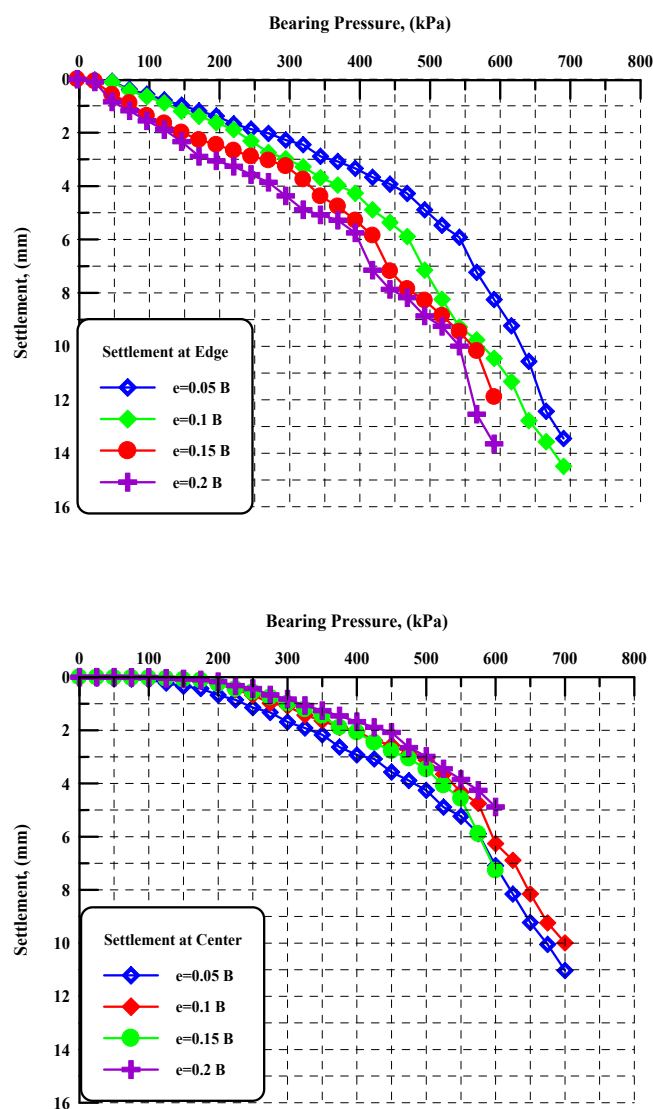 Bearing Pressure, (kPa)
0 100 200 300 400 500 600 700 800
0
2
4
6
8
10
12
14
16
Settlement, (mm)
Settlement at Edge
e=0.05 B
e=0.1 B
e=0.15 B
e=0.2 B
Bearing Pressure, (kPa)
0 100 200 300 400 500 600 700 800
0
2
4
6
8
10
12
14
16
Settlement, (mm)
Settlement at Center
e=0.05 B
e=0.1 B
e=0.15 B
e=0.2 B